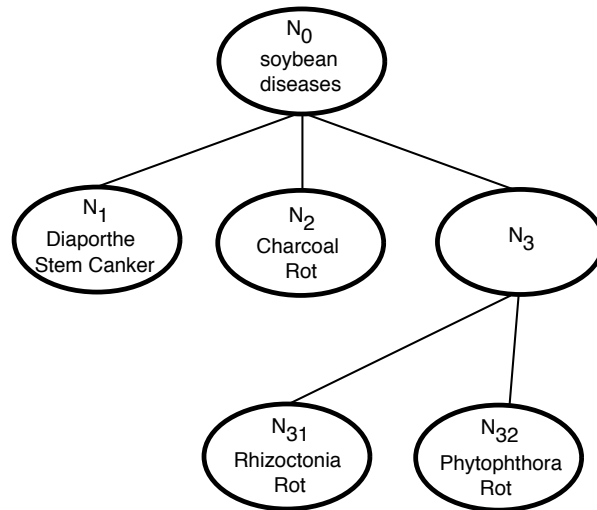 N0
soybean
diseases
N1
Diaporthe
Stem Canker
N2
Charcoal
Rot
N3
N31
Rhizoctonia
Rot
N32
Phytophthora
Rot